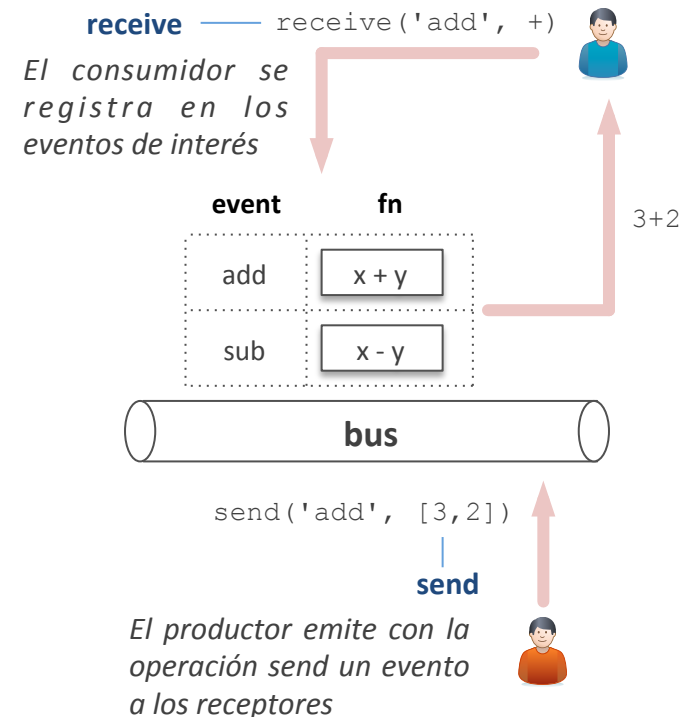 receive receive('add', +)
El consumidor se
registra en los
eventos de interés
3+2
event fn
add x + y
sub x - y
bus
send('add', [3,2])
send
El productor emite con la
operación send un evento
a los receptores